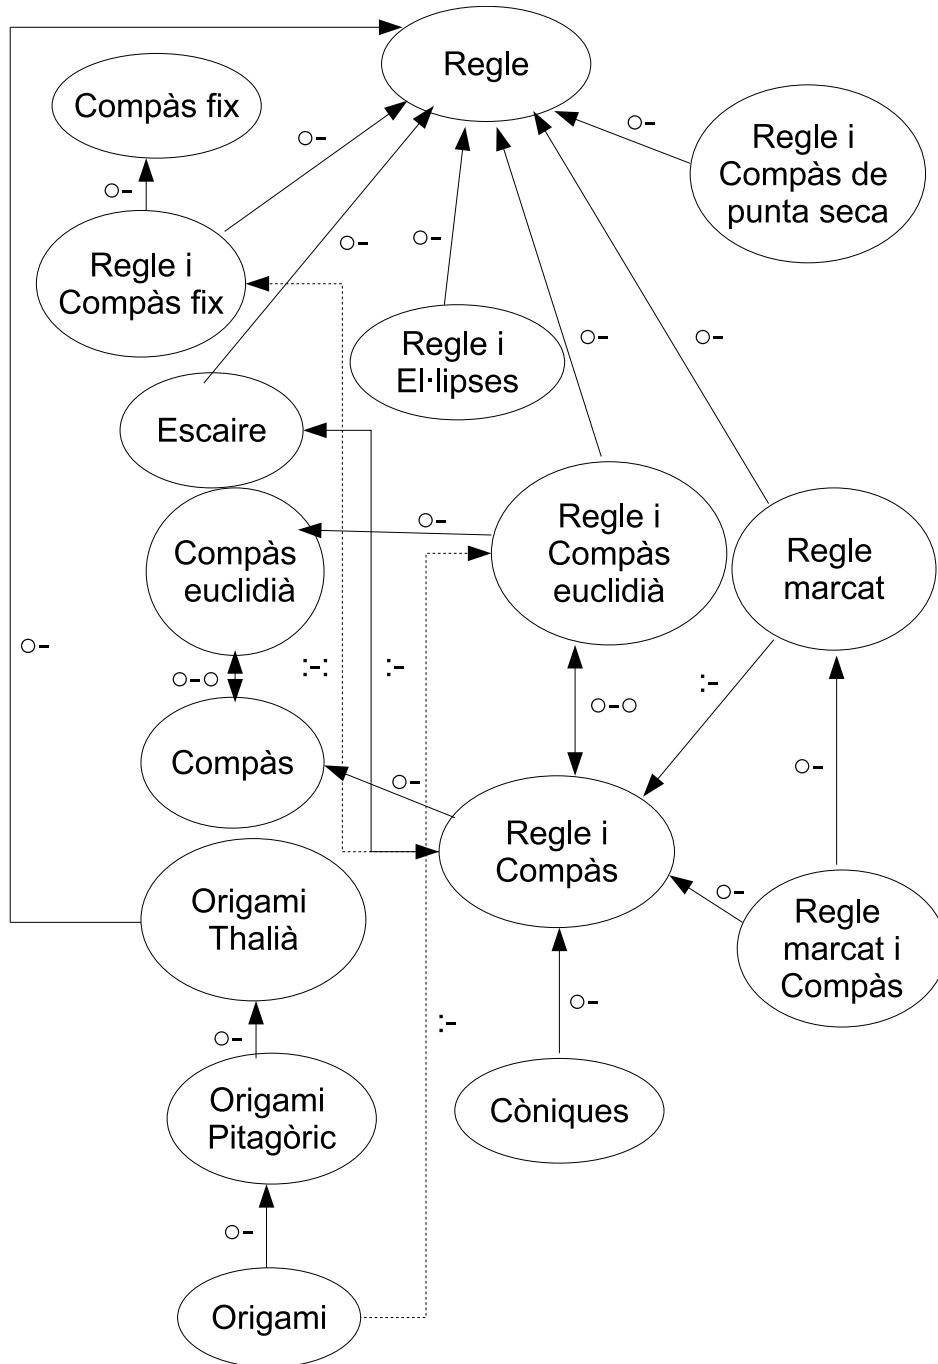 Regle
Compàs fix
Regle i
Compàs de
punta seca
○-
○-
○-
Regle i
Compàs fix
○-
○-
Regle i
El·lipses
○-
○-
Escaire
Regle i
Compàs
euclidià
○-
Compàs
euclidià
Regle
marcat
○-
○-○
:-:
:-
:-
○-○
Compàs
○-
○-
Regle i
Compàs
Origami
Thalià
○-
Regle
marcat i
Compàs
○-
○-
:-
Origami
Pitagòric
Còniques
○-
Origami